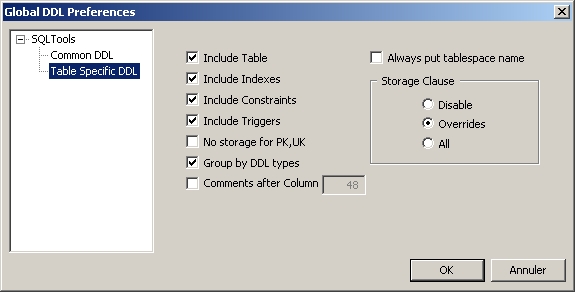 Global DDL Preferences
SQLTools
Common DDL
Table Specific DDL
Include Table
Include Indexes
Include Constraints
Include Triggers
No storage for PK,UK
Group by DDL types
Comments after Column 48
Always put tablespace name
Storage Clause
Disable
Overrides
All
OK
Annuler